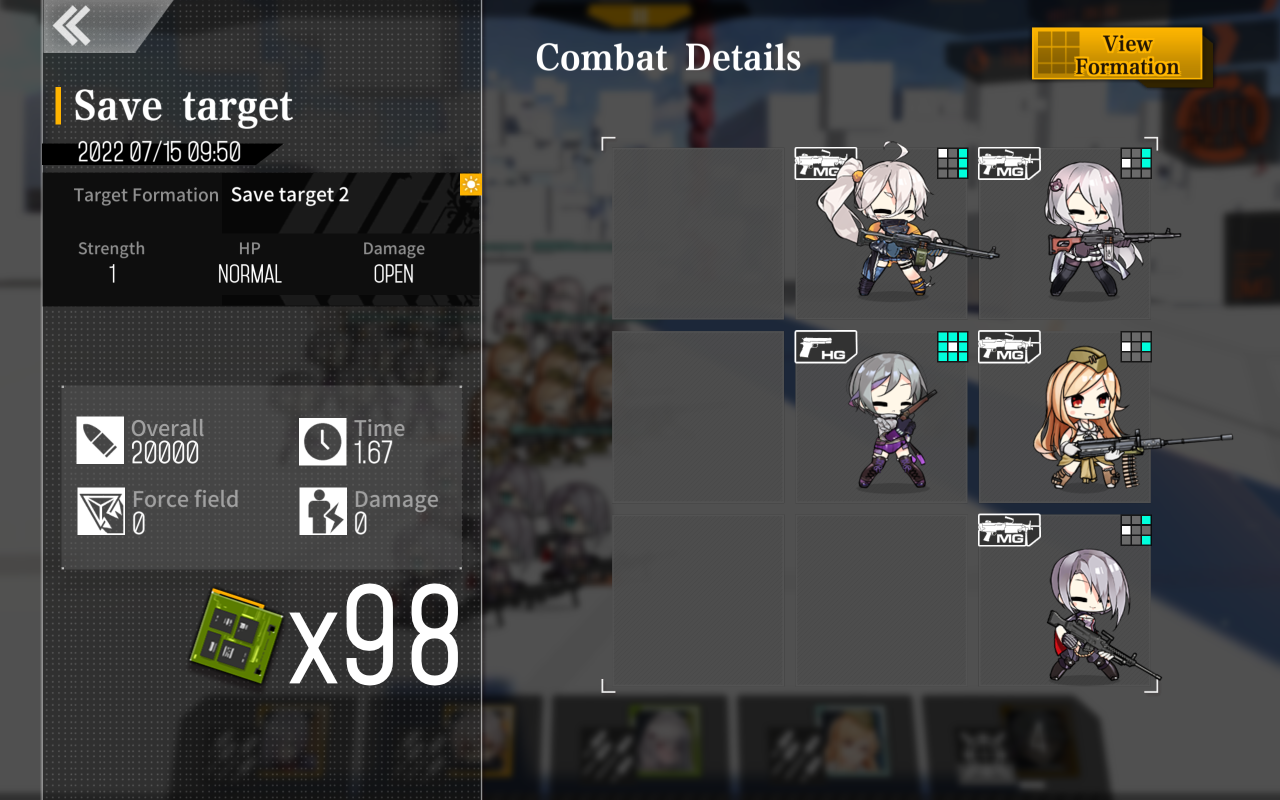 Combat Details
View
Formation
Save target
2022 07/15 09:50
Target Formation Save target 2
Strength HP Damage
1 NORMAL OPEN
Overall
20000
Time
1.67
Force field
0
Damage
0
x98
MG
MG
HG
MG
MG
4